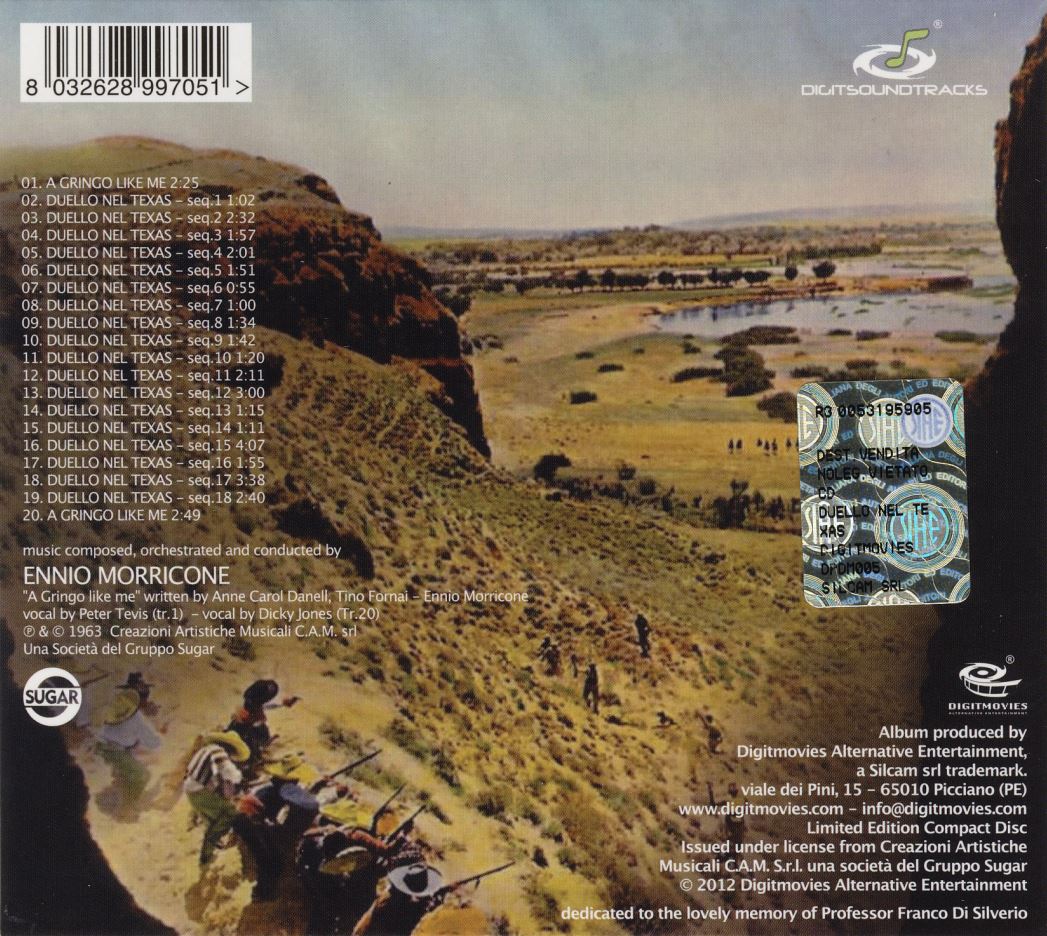 8 032628 997051 >
DIGITSOUNDTRACKS
01. A GRINGO LIKE ME 2:25
02. DUELLO NEL TEXAS – seq.1 1:02
03. DUELLO NEL TEXAS – seq.2 2:32
04. DUELLO NEL TEXAS – seq.3 1:57
05. DUELLO NEL TEXAS – seq.4 2:01
06. DUELLO NEL TEXAS – seq.5 1:51
07. DUELLO NEL TEXAS – seq.6 0:55
08. DUELLO NEL TEXAS – seq.7 1:00
09. DUELLO NEL TEXAS – seq.8 1:34
10. DUELLO NEL TEXAS – seq.9 1:42
11. DUELLO NEL TEXAS – seq.10 1:20
12. DUELLO NEL TEXAS – seq.11 2:11
13. DUELLO NEL TEXAS – seq.12 3:00
14. DUELLO NEL TEXAS – seq.13 1:15
15. DUELLO NEL TEXAS – seq.14 1:11
16. DUELLO NEL TEXAS – seq.15 4:07
17. DUELLO NEL TEXAS – seq.16 1:55
18. DUELLO NEL TEXAS – seq.17 3:38
19. DUELLO NEL TEXAS – seq.18 2:40
20. A GRINGO LIKE ME 2:49
music composed, orchestrated and conducted by
ENNIO MORRICONE
"A Gringo like me" written by Anne Carol Danell, Tino Fornai – Ennio Morricone
vocal by Peter Tevis (tr.1) – vocal by Dicky Jones (Tr.20)
℗ & © 1963 Creazioni Artistiche Musicali C.A.M. srl
Una Società del Gruppo Sugar
SUGAR
R3 0053195905
DEST.VENDITA
NOLEG.VIETATO
CD
DUELLO NEL TE
XAS
DIGITMOVIES
DPDM005
SILCAM SRL
SIAE
DIGITMOVIES
ALTERNATIVE ENTERTAINMENT
Album produced by
Digitmovies Alternative Entertainment,
a Silcam srl trademark.
viale dei Pini, 15 – 65010 Picciano (PE)
www.digitmovies.com – info@digitmovies.com
Limited Edition Compact Disc
Issued under license from Creazioni Artistiche
Musicali C.A.M. S.r.l. una società del Gruppo Sugar
© 2012 Digitmovies Alternative Entertainment
dedicated to the lovely memory of Professor Franco Di Silverio